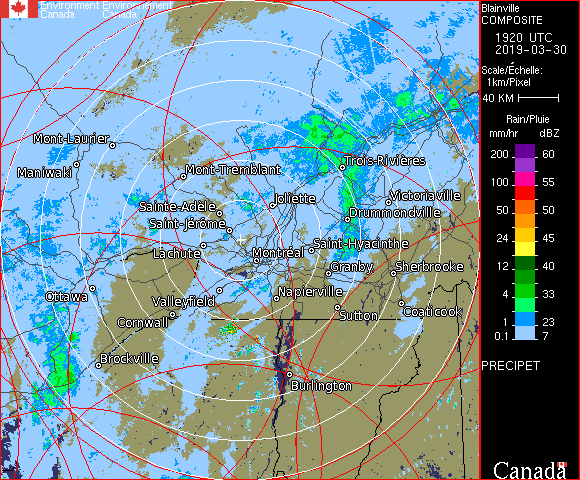 Environment Environnement
Canada Canada
Blainville
COMPOSITE
1920 UTC
2019-03-30
Scale/Échelle:
1km/Pixel
40 KM
Rain/Pluie
mm/hr dBZ
200 60
100 55
50 50
24 45
12 40
4 33
1 23
0.1 7
PRECIPET
Mont-Laurier
Maniwaki
Mont-Tremblant
Trois-Rivières
Sainte-Adèle
Joliette
Victoriaville
Saint-Jérôme
Drummondville
Lachute
Montréal
Saint-Hyacinthe
Granby
Sherbrooke
Ottawa
Valleyfield
Napierville
Cornwall
Sutton
Coaticook
Brockville
Burlington
Canada